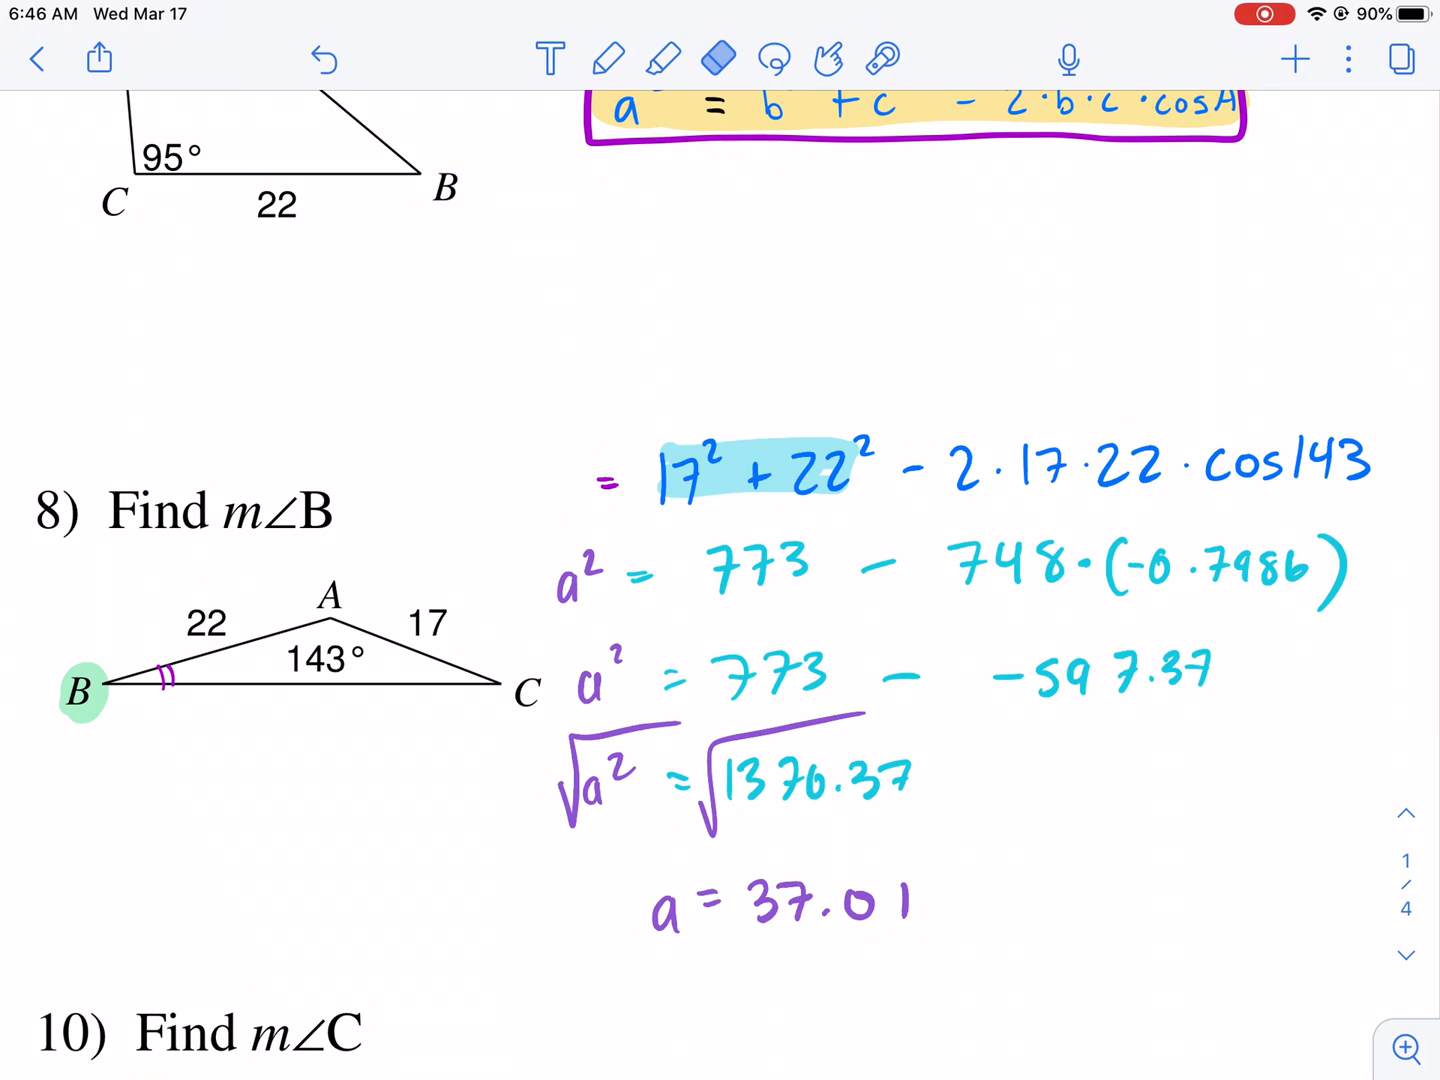 6:46 AM Wed Mar 17 90%
T
a = b + c - 2·b·c·cosA
95°
C 22 B
= 17² + 22² - 2·17·22·cos143
8) Find m∠B
a² = 773 - 748·(-0.7986)
A
22 17
143°
B C
a² = 773 - -597.37
√a² = √1370.37
a = 37.01
1
/
4
10) Find m∠C